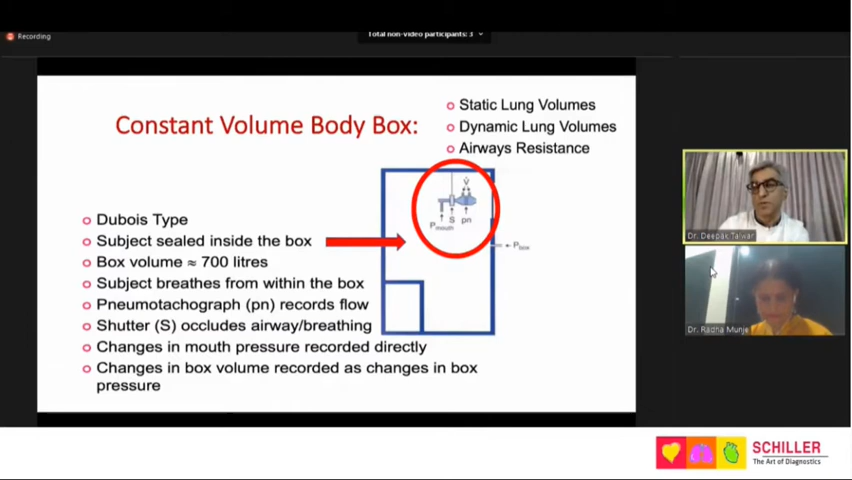 Recording
Total non-video participants: 3
Constant Volume Body Box:
Static Lung Volumes
Dynamic Lung Volumes
Airways Resistance
V̇
P mouth
S
pn
P box
Dubois Type
Subject sealed inside the box
Box volume ≈ 700 litres
Subject breathes from within the box
Pneumotachograph (pn) records flow
Shutter (S) occludes airway/breathing
Changes in mouth pressure recorded directly
Changes in box volume recorded as changes in box
pressure
Dr. Deepak Talwar
Dr. Radha Munje
SCHILLER
The Art of Diagnostics